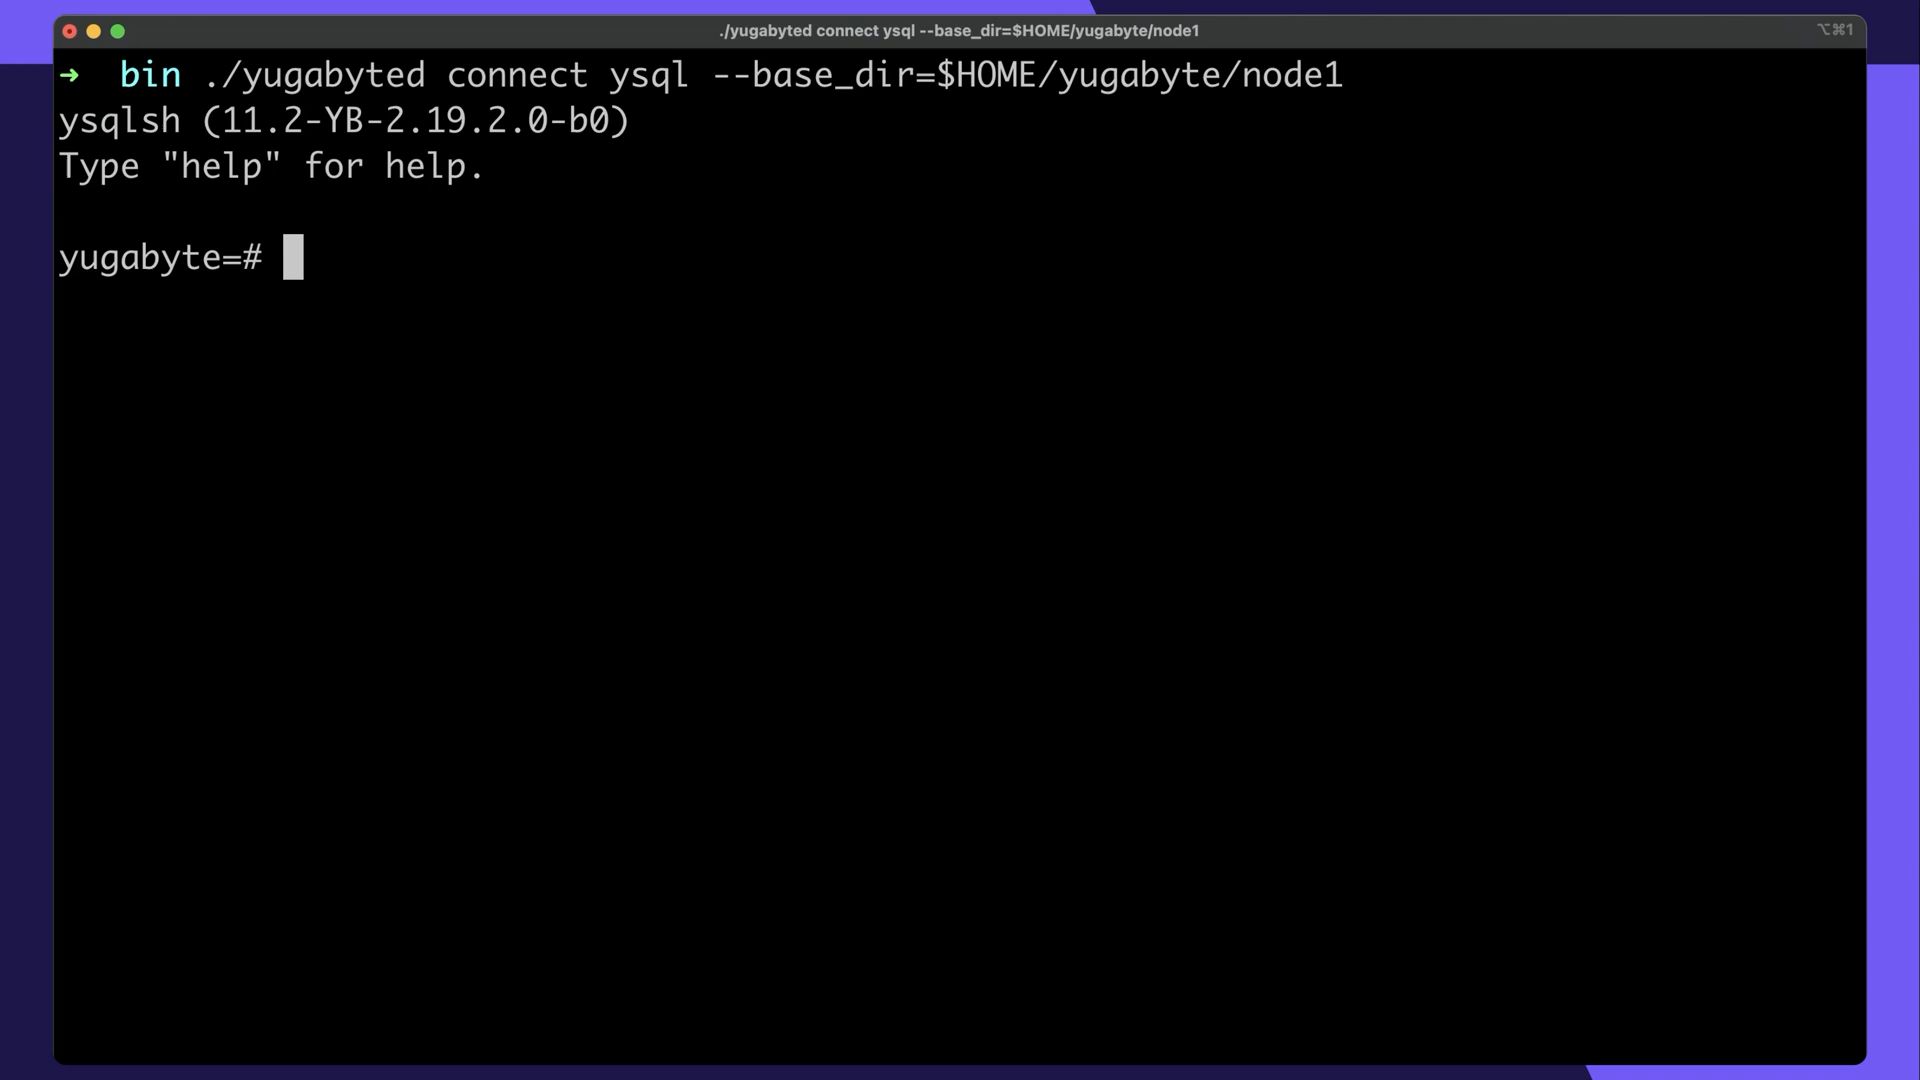 ./yugabyted connect ysql --base_dir=$HOME/yugabyte/node1
⌥⌘1
➜ bin ./yugabyted connect ysql --base_dir=$HOME/yugabyte/node1
ysqlsh (11.2-YB-2.19.2.0-b0)
Type "help" for help.
yugabyte=#